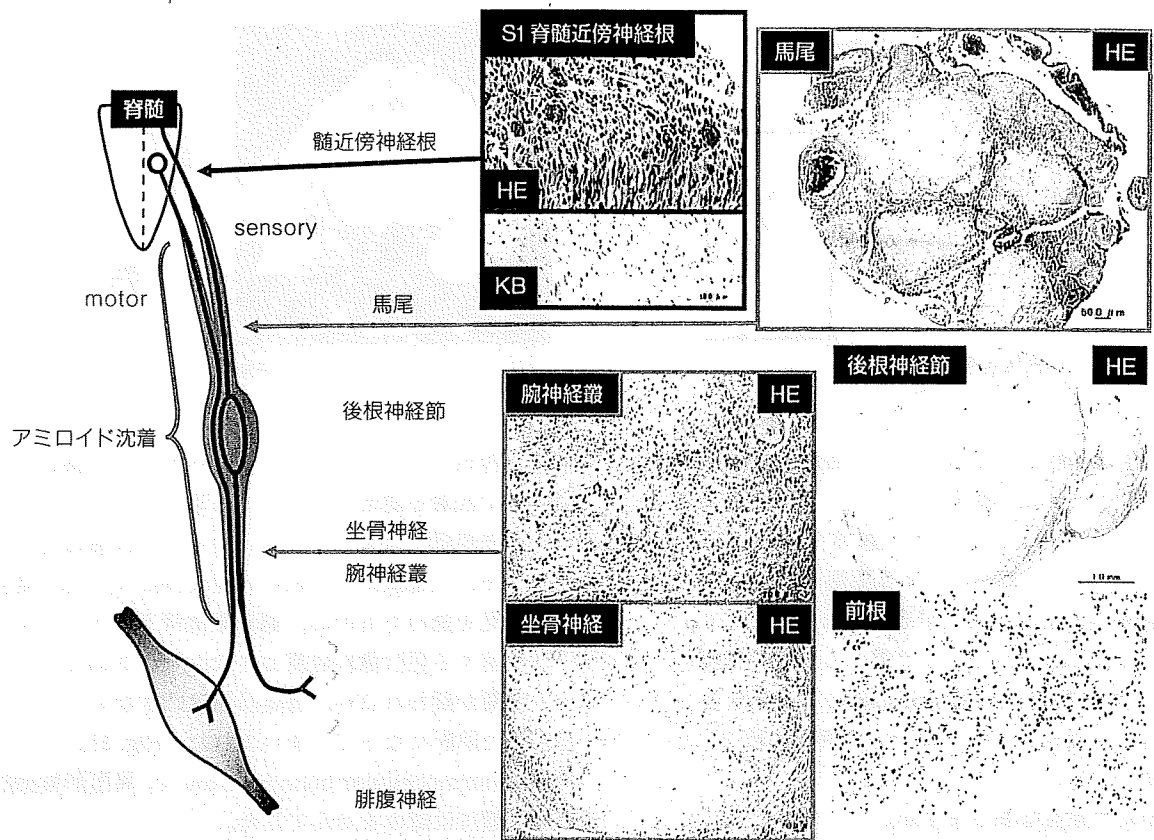 S1 脊髄近傍神経根
HE
KB
馬尾
HE
500 μm
脊髄
髄近傍神経根
sensory
motor
馬尾
後根神経節
アミロイド沈着
坐骨神経
腕神経叢
腓腹神経
腕神経叢
HE
坐骨神経
HE
後根神経節
HE
前根